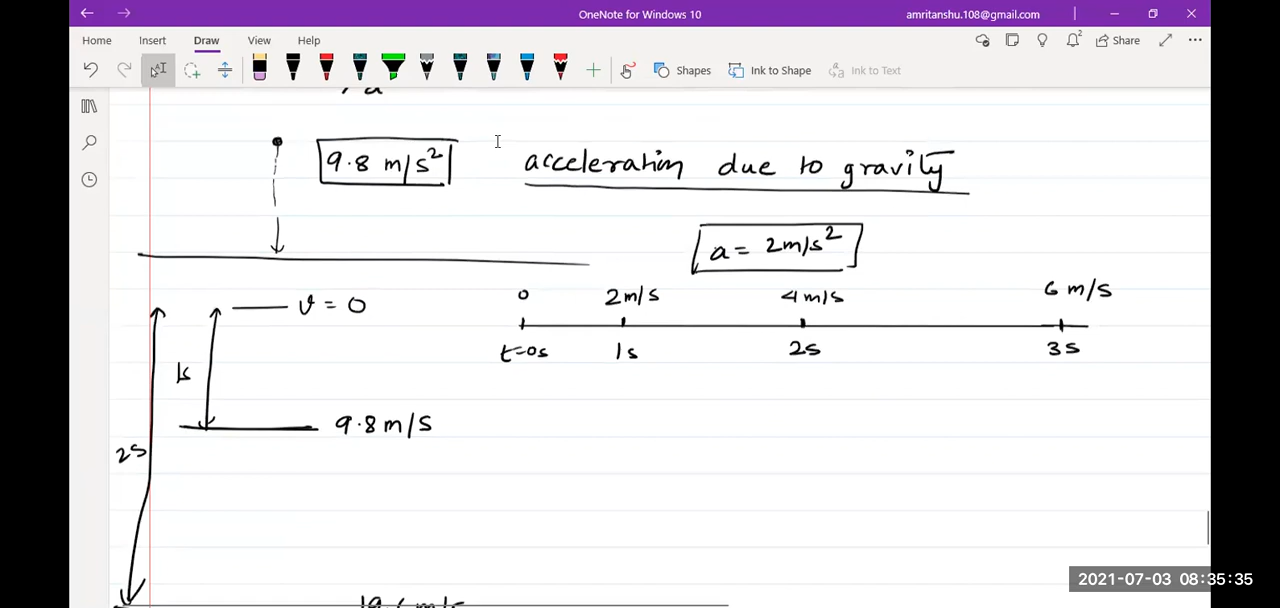 OneNote for Windows 10
amritanshu.108@gmail.com
Home Insert Draw View Help
Share
Shapes
Ink to Shape
Ink to Text
9.8 m/s²
acceleration due to gravity
a = 2m/s²
v = 0
0 2m/s 4m/s 6 m/s
t=0s 1s 2s 3s
1s
9.8 m/s
2s
2021-07-03 08:35:35